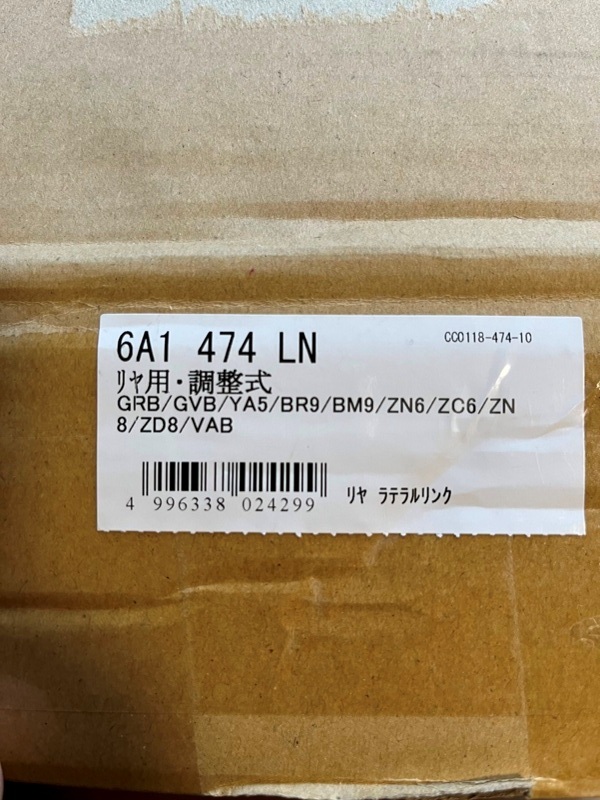 6A1 474 LN
CC0118-474-10
ﾘﾔ用・調整式
GRB/GVB/YA5/BR9/BM9/ZN6/ZC6/ZN
8/ZD8/VAB
4 996338 024299
ﾘﾔ ﾗﾃﾗﾙﾘﾝｸ